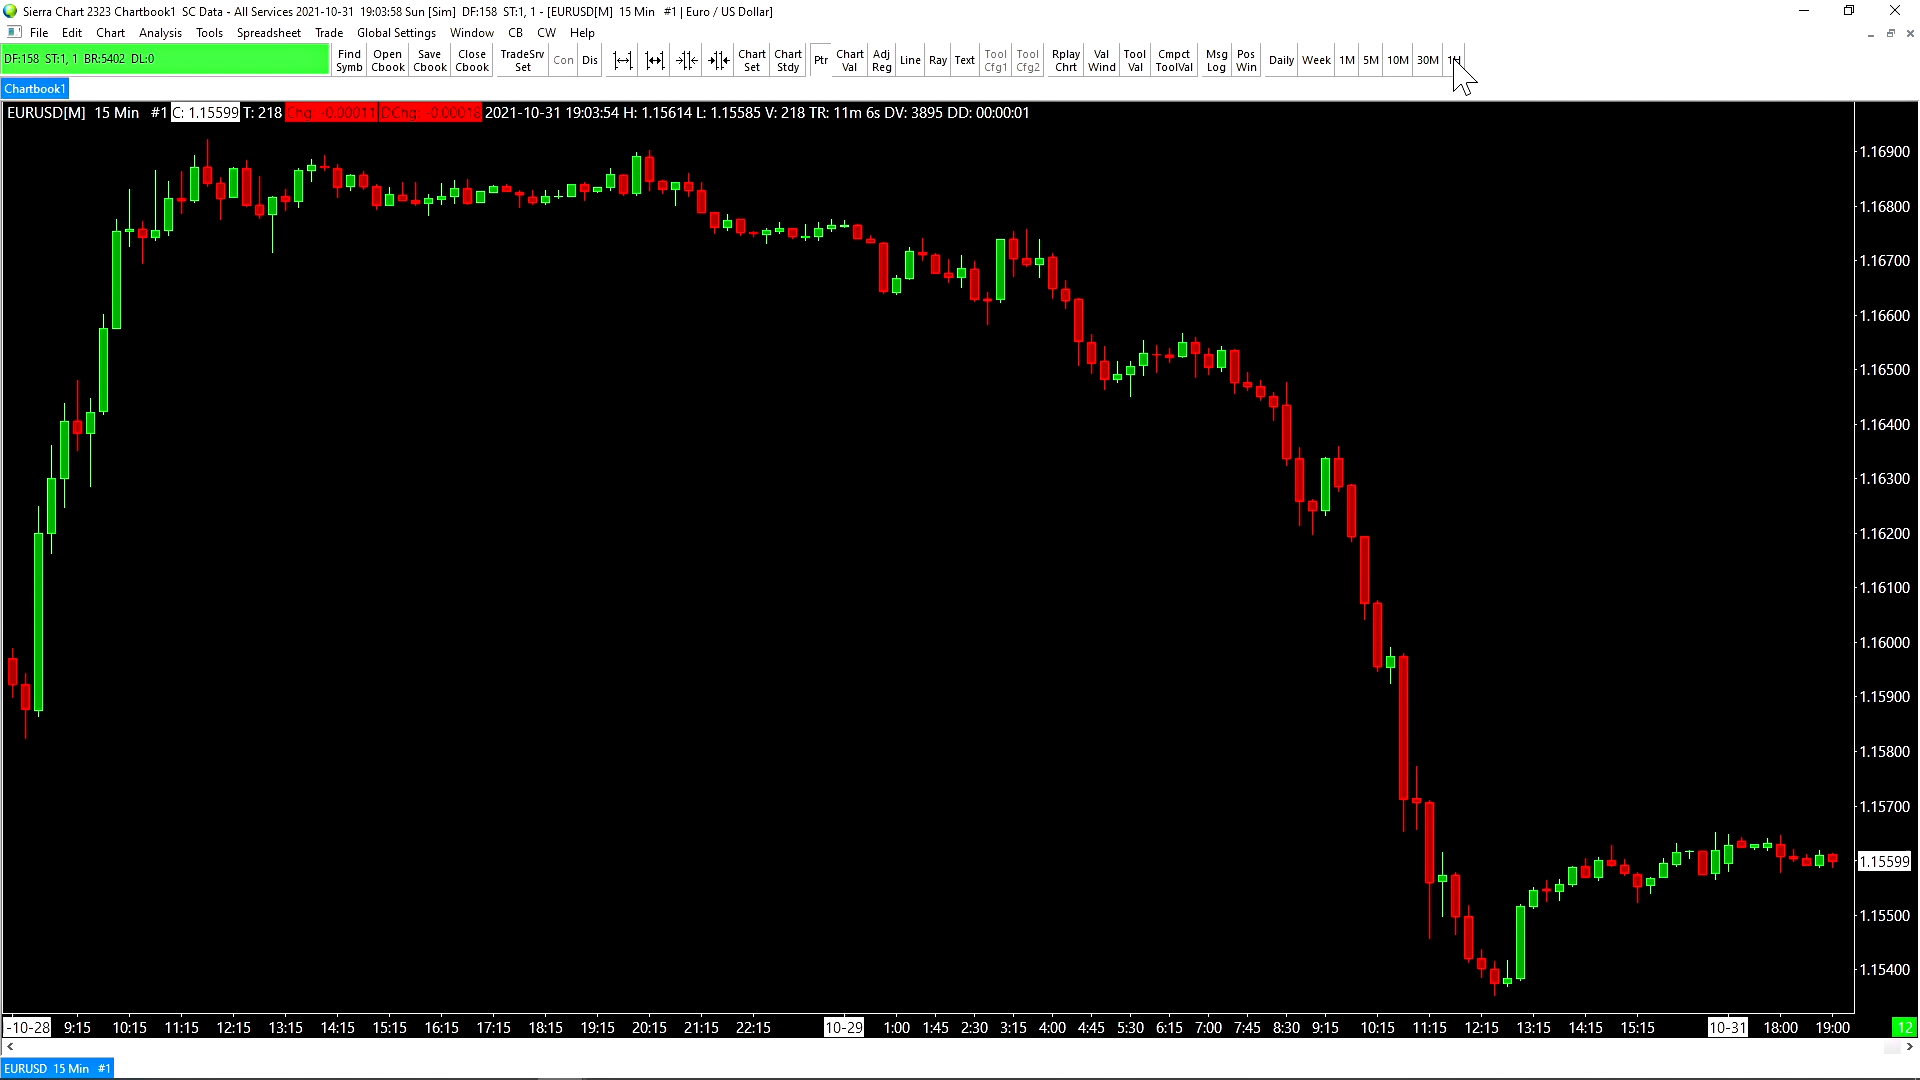 Sierra Chart 2323 Chartbook1  SC Data - All Services 2021-10-31  19:03:58 Sun [Sim]  DF:158  ST:1, 1 - [EURUSD[M]  15 Min   #1 | Euro / US Dollar]
File Edit Chart Analysis Tools Spreadsheet Trade Global Settings Window CB CW Help
DF:158  ST:1, 1  BR:5402  DL:0
Find Symb Open Cbook Save Cbook Close Cbook TradeSrv Set Con Dis Chart Set Chart Stdy Ptr Chart Val Adj Reg Line Ray Text Tool Cfg1 Tool Cfg2 Rplay Chrt Val Wind Tool Val Cmpct ToolVal Msg Log Pos Win Daily Week 1M 5M 10M 30M
Chartbook1
EURUSD[M]  15 Min   #1 C: 1.15599 T: 218 Chg: -0.00011 DChg: -0.00018 2021-10-31 19:03:54 H: 1.15614 L: 1.15585 V: 218 TR: 11m 6s DV: 3895 DD: 00:00:01
1.16900
1.16800
1.16700
1.16600
1.16500
1.16400
1.16300
1.16200
1.16100
1.16000
1.15900
1.15800
1.15700
1.15599
1.15500
1.15400
-10-28 9:15 10:15 11:15 12:15 13:15 14:15 15:15 16:15 17:15 18:15 19:15 20:15 21:15 22:15 10-29 1:00 1:45 2:30 3:15 4:00 4:45 5:30 6:15 7:00 7:45 8:30 9:15 10:15 11:15 12:15 13:15 14:15 15:15 10-31 18:00 19:00 12
EURUSD  15 Min  #1